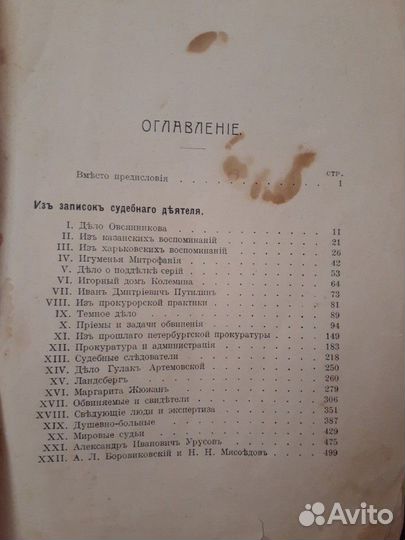 ОГЛАВЛЕНІЕ.
стр.
Вмѣсто предисловія . . . . . . . . . . . 1
Изъ записокъ судебнаго дѣятеля.
I. Дѣло Овсянникова . . . . . . . . . . 11
II. Изъ казанскихъ воспоминаній . . . . . . . 21
III. Изъ харьковскихъ воспоминаній . . . . . . . 26
IV. Игуменья Митрофанія . . . . . . . . . 42
V. Дѣло о поддѣлкѣ серій . . . . . . . . . 53
VI. Игорный домъ Колемина . . . . . . . . . 64
VII. Иванъ Дмитріевичъ Путилинъ . . . . . . . 73
VIII. Изъ прокурорской практики . . . . . . . . 81
IX. Темное дѣло . . . . . . . . . . . 89
X. Пріемы и задачи обвиненія . . . . . . . . 94
XI. Изъ прошлаго петербургской прокуратуры . . . . 149
XII. Прокуратура и администрація . . . . . . . 183
XIII. Судебные слѣдователи . . . . . . . . . 218
XIV. Дѣло Гулакъ Артемовской . . . . . . . . 250
XV. Ландсбергъ . . . . . . . . . . . 260
XVI. Маргарита Жюжанъ . . . . . . . . . 279
XVII. Обвиняемые и свидѣтели . . . . . . . . 306
XVIII. Свѣдующіе люди и экспертиза . . . . . . . 351
XIX. Душевно-больные . . . . . . . . . . 387
XX. Мировые судьи . . . . . . . . . . 429
XXI. Александръ Ивановичъ Урусовъ . . . . . . 475
XXII. А. Л. Боровиковскій и Н. Н. Мясоѣдовъ . . . . 499
Avito